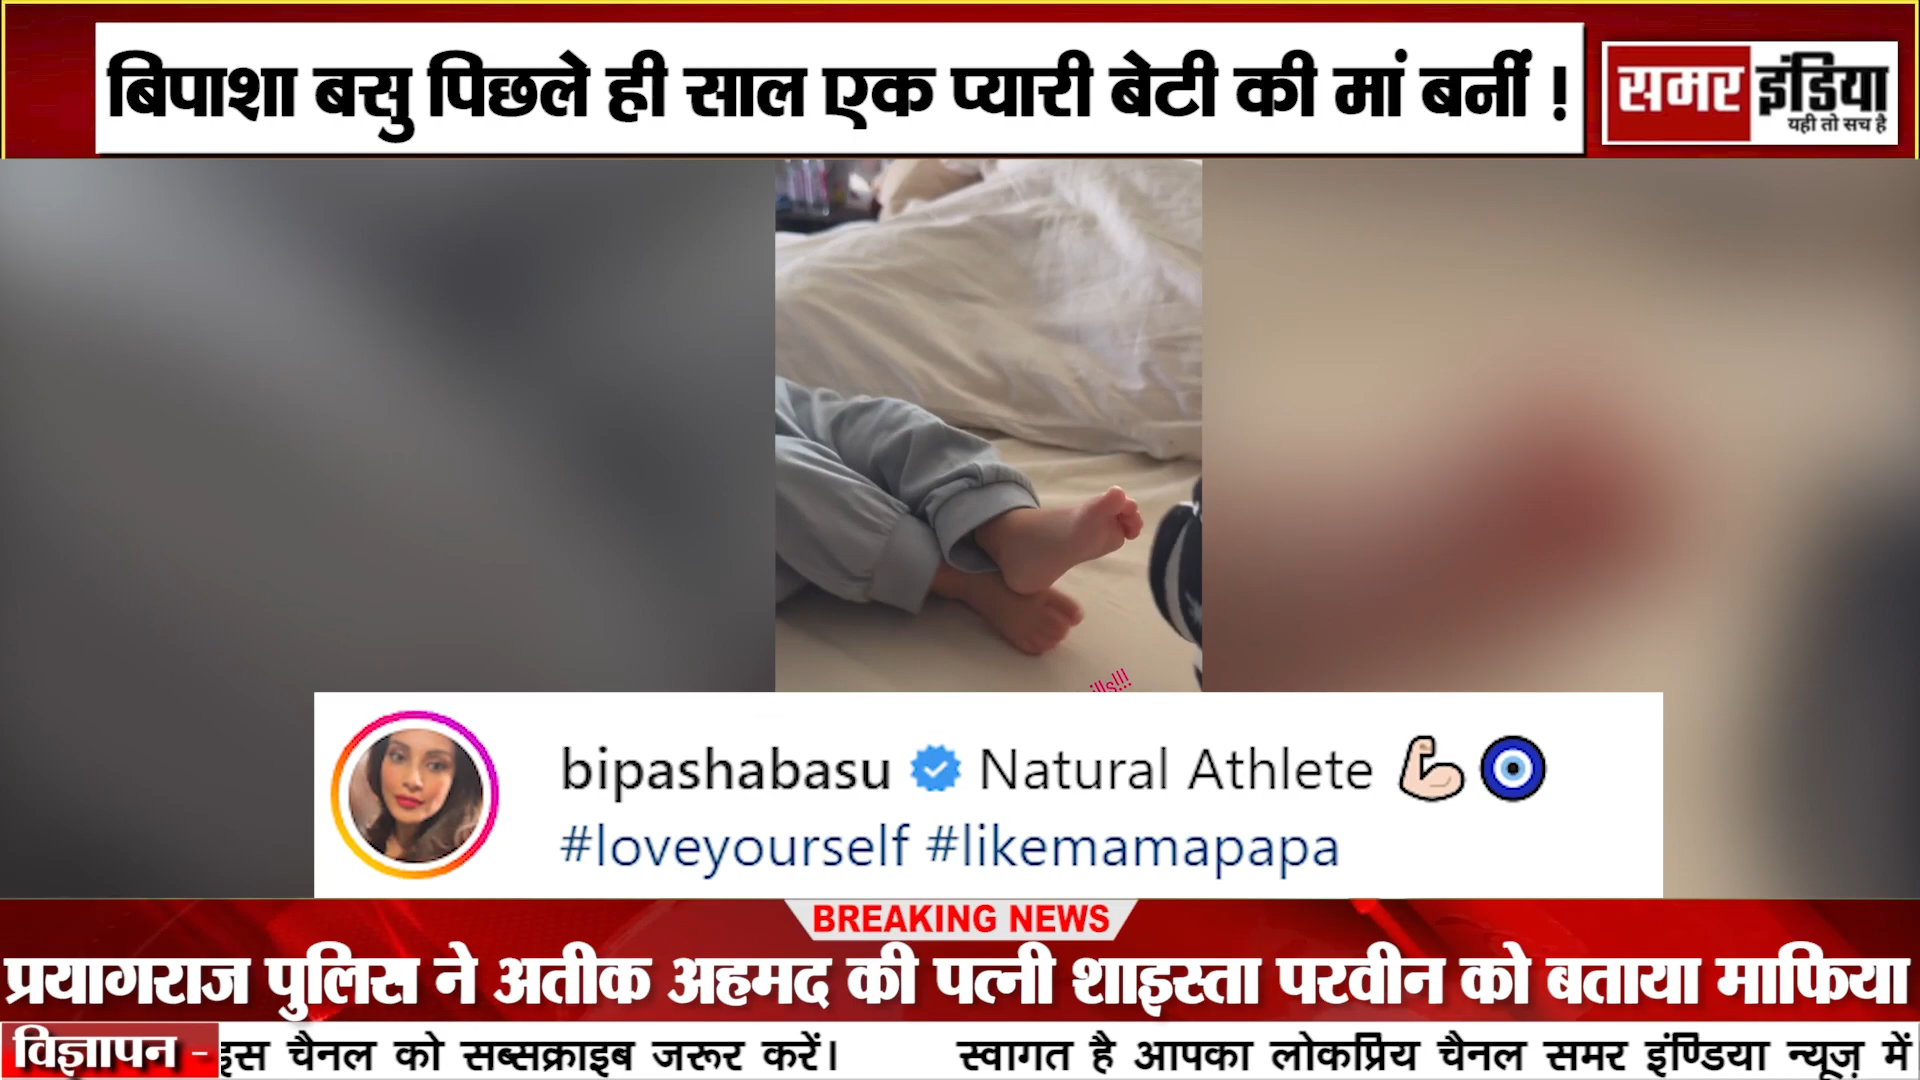 बिपाशा बसु पिछले ही साल एक प्यारी बेटी की मां बनीं !
समर इंडिया
यही तो सच है
ills!!!
bipashabasu Natural Athlete 💪🏻🧿
#loveyourself #likemamapapa
BREAKING NEWS
प्रयागराज पुलिस ने अतीक अहमद की पत्नी शाइस्ता परवीन को बताया माफिया
विज्ञापन - इस चैनल को सब्सक्राइब जरूर करें। स्वागत है आपका लोकप्रिय चैनल समर इंण्डिया न्यूज़ में